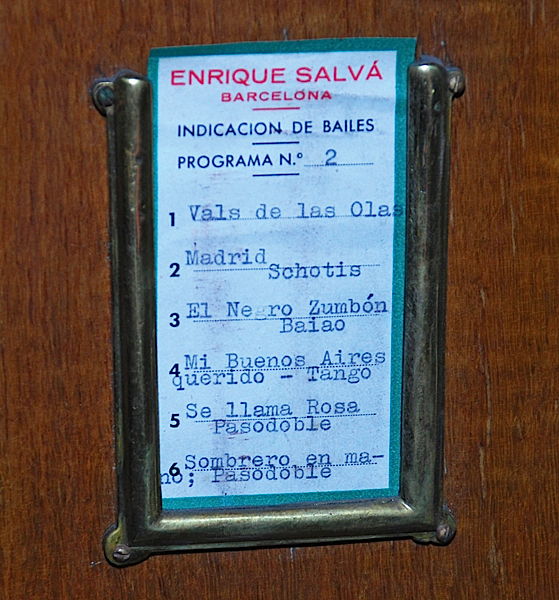 ENRIQUE SALVÁ
BARCELONA
INDICACION DE BAILES
PROGRAMA N.º 2
1 Vals de las Olas
2 Madrid
Schotis
3 El Negro Zumbón
Baiao
4 Mi Buenos Aires
querido - Tango
5 Se llama Rosa
Pasodoble
6 Sombrero en ma-
no; Pasodoble